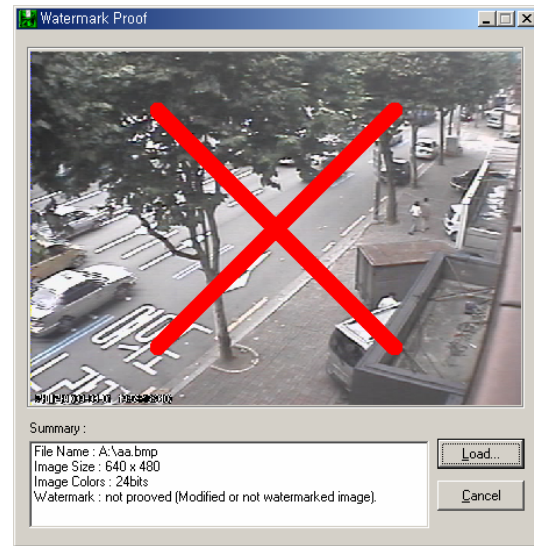 Watermark Proof
Summary :
File Name : A:\aa.bmp
Image Size : 640 x 480
Image Colors : 24bits
Watermark : not prooved (Modified or not watermarked image).
Load...
Cancel